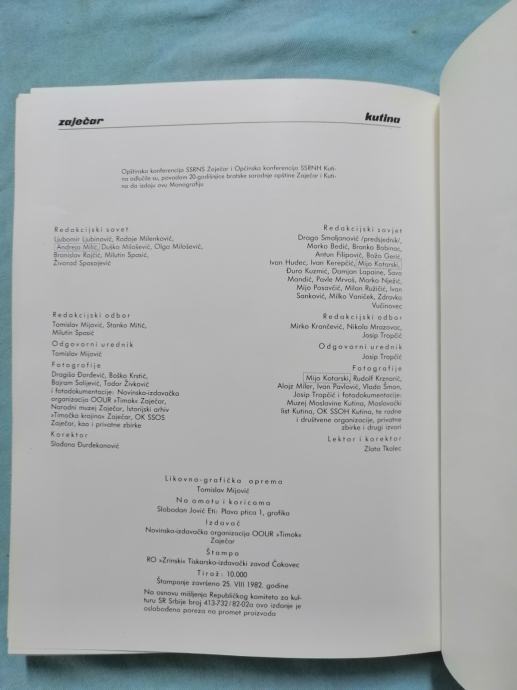 zaječar
kutina
Opštinska konferencija SSRNS Zaječar i Općinska konferencija SSRNH Kuti-
na odlučile su, povodom 20-godišnjice bratske saradnje opštine Zaječar i Kuti-
na da izdaju ovu Monografiju
Redakcijski savet
Ljubomir Ljubinović, Radoje Milenković,
Andreja Milić, Duško Milošević, Olga Milošević,
Branislav Rajčić, Milutin Spasić,
Živorad Spasojević
Redakcijski odbor
Tomislav Mijović, Stanko Mitić,
Milutin Spasić
Odgovorni urednik
Tomislav Mijović
Fotografije
Dragiša Đorđević, Boško Krstić,
Bajram Salijević, Todor Živković
i fotodokumentacije: Novinsko-izdavačka
organizacija OOUR »Timok« Zaječar,
Narodni muzej Zaječar, Istorijski arhiv
»Timočka krajina« Zaječar, OK SSOS
Zaječar, kao i privatne zbirke
Korektor
Slađana Đurđekanović
Redakcijski savjet
Drago Smoljanović /predsjednik/,
Marko Bedić, Branko Bobinac,
Antun Filipović, Božo Gerić,
Ivan Hudec, Ivan Kerepčić, Mijo Kotarski,
Đuro Kuzmić, Damjan Lapaine, Savo
Mandić, Pavle Mrvoš, Marko Nježić,
Mijo Posavčić, Milan Ružičić, Ivan
Sanković, Milko Vaniček, Zdravko
Vučinovec
Redakcijski odbor
Mirko Krančević, Nikola Mrazovac,
Josip Tropčić
Odgovorni urednik
Josip Tropčić
Fotografije
Mijo Kotarski, Rudolf Krznarić,
Alojz Miler, Ivan Pavlović, Vlado Šmon,
Josip Tropčić i fotodokumentacije:
Muzej Moslavine Kutina, Moslavački
list Kutina, OK SSOH Kutina, te radne
i društvene organizacije, privatne
zbirke i drugi izvori
Lektor i korektor
Zlata Tkalec
Likovno-grafička oprema
Tomislav Mijović
Na omotu i koricama
Slobodan Jović Eti: Plava ptica 1, grafika
Izdavač
Novinsko-izdavačka organizacija OOUR »Timok«
Zaječar
Štampa
RO »Zrinski« Tiskarsko-izdavački zavod Čakovec
Tiraž: 10.000
Štampanje završeno 25. VIII 1982. godine
Na osnovu mišljenja Republičkog komiteta za kul-
turu SR Srbije broj 413-732/82-02a ovo izdanje je
oslobođeno poreza na promet proizvoda